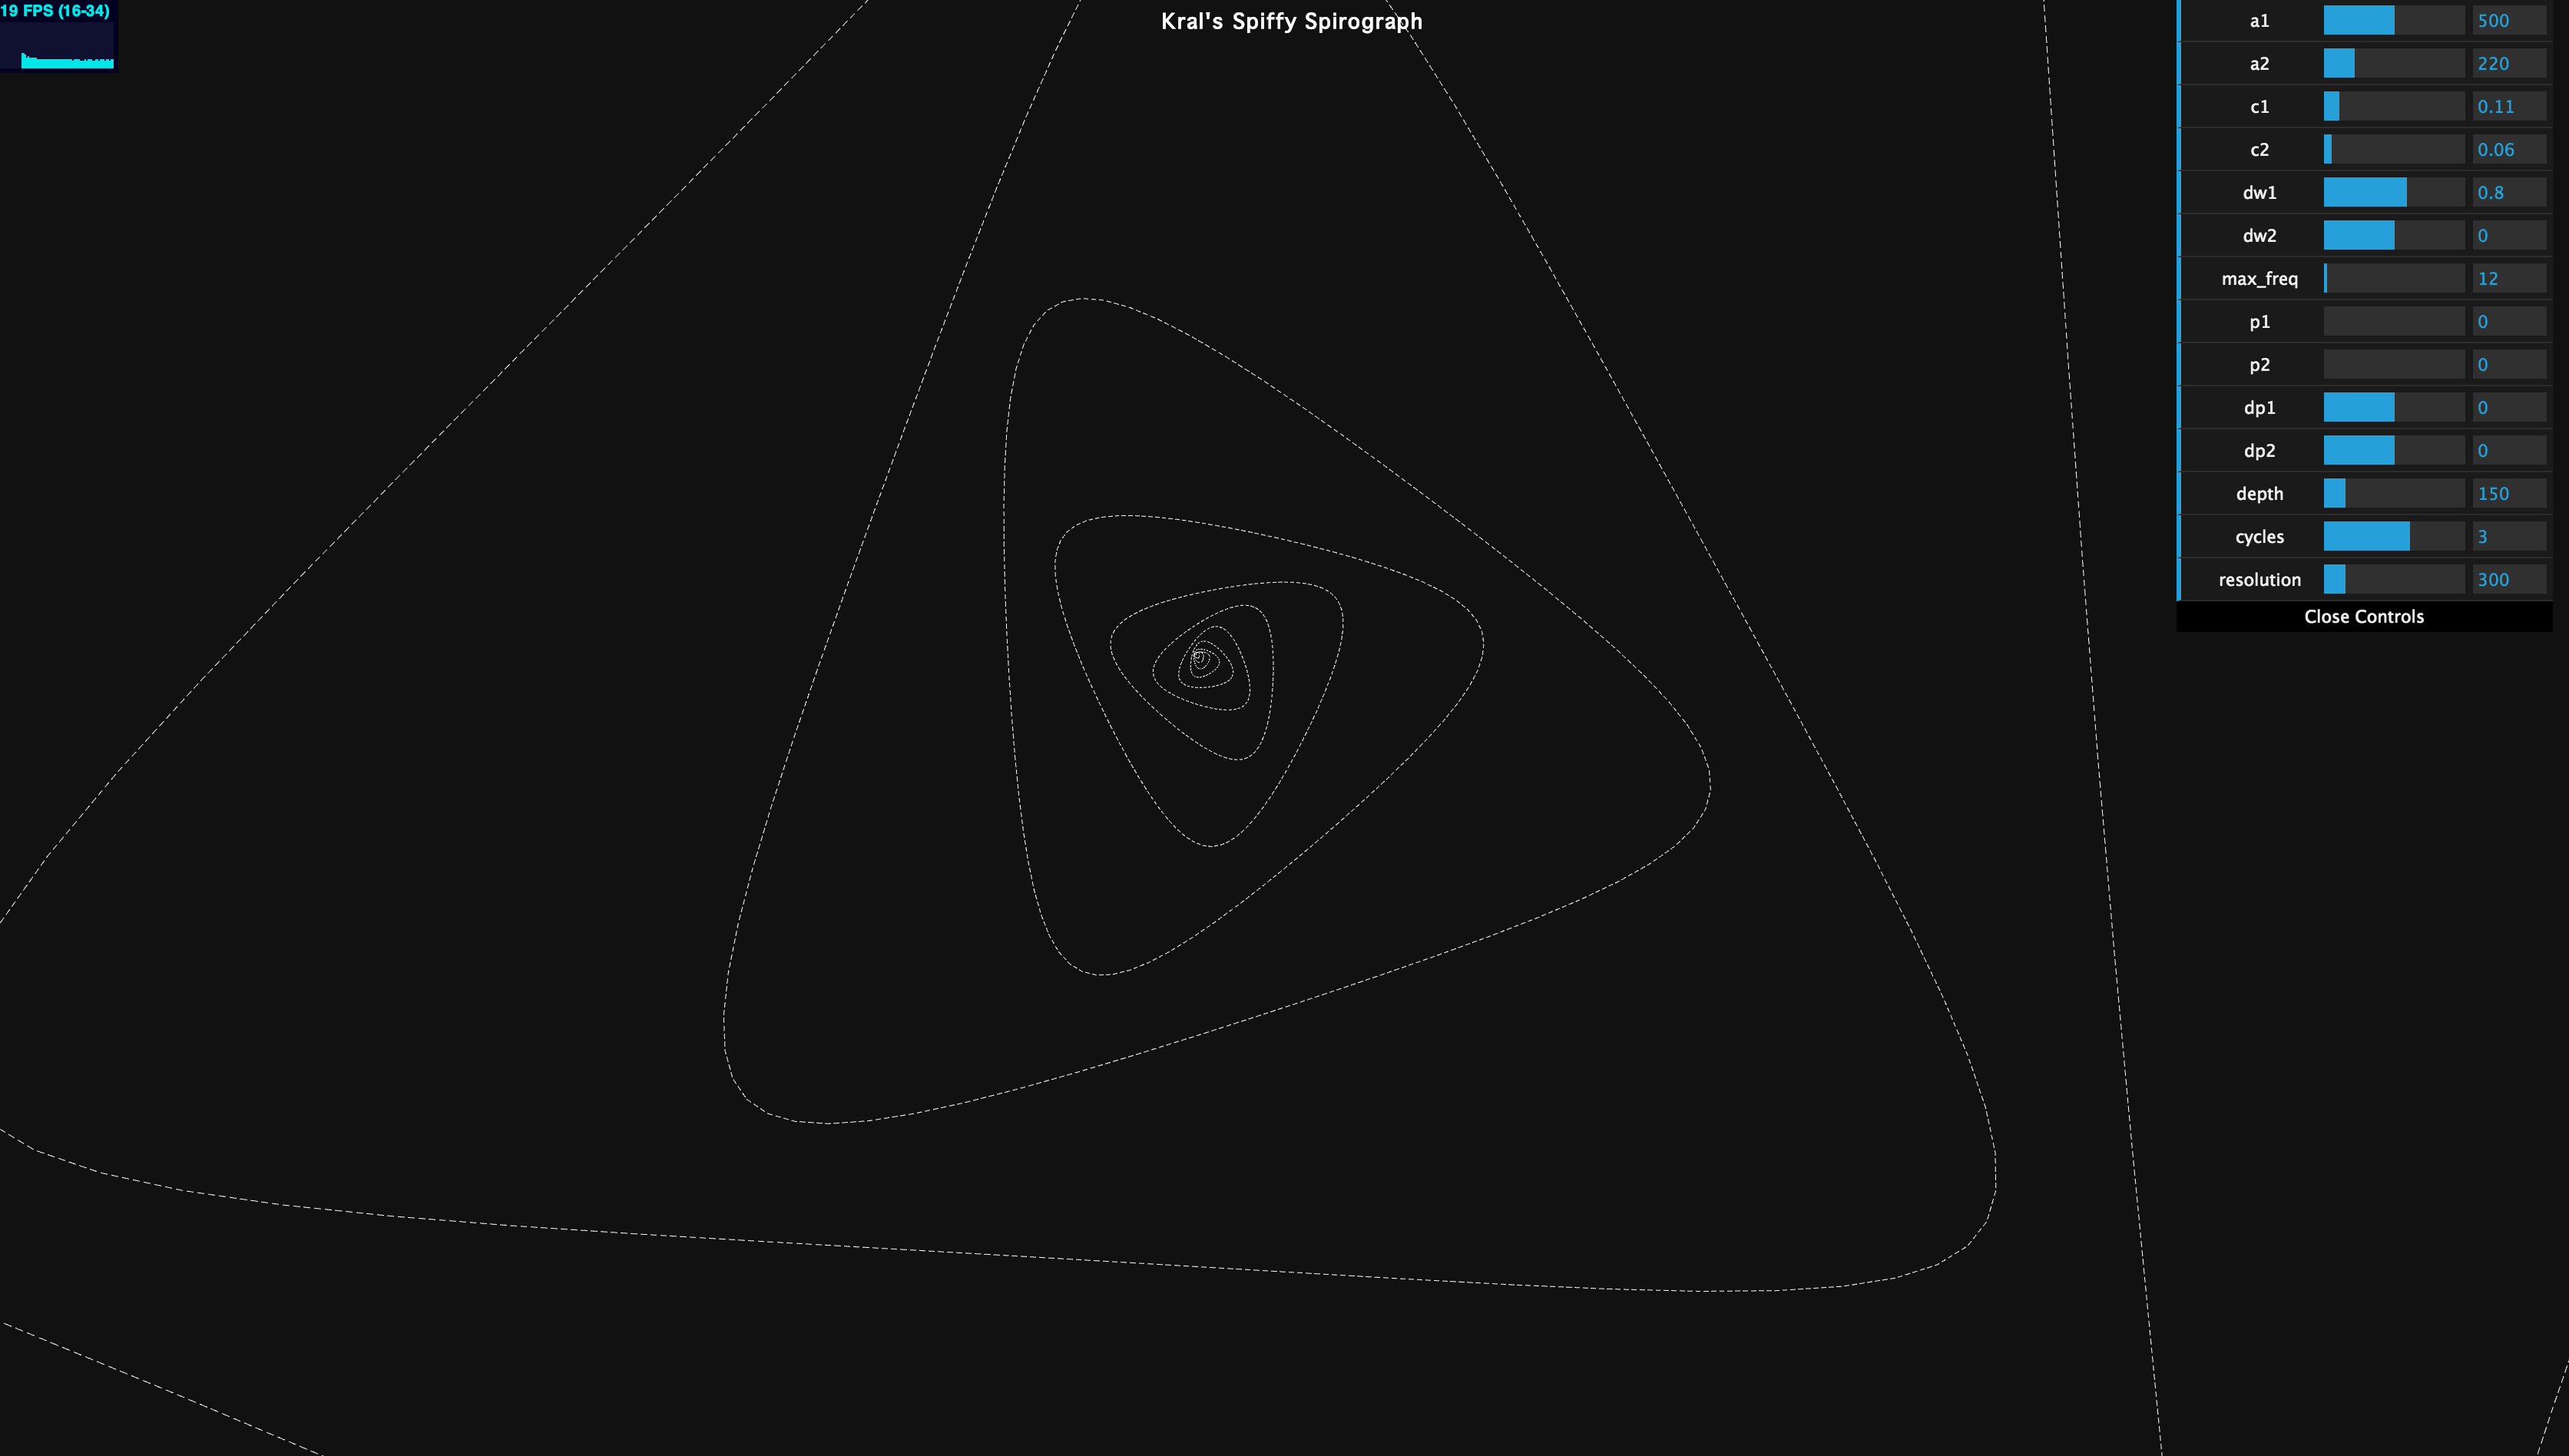 19 FPS (16-34)
Kral's Spiffy Spirograph
a1 500
a2 220
c1 0.11
c2 0.06
dw1 0.8
dw2 0
max_freq 12
p1 0
p2 0
dp1 0
dp2 0
depth 150
cycles 3
resolution 300
Close Controls